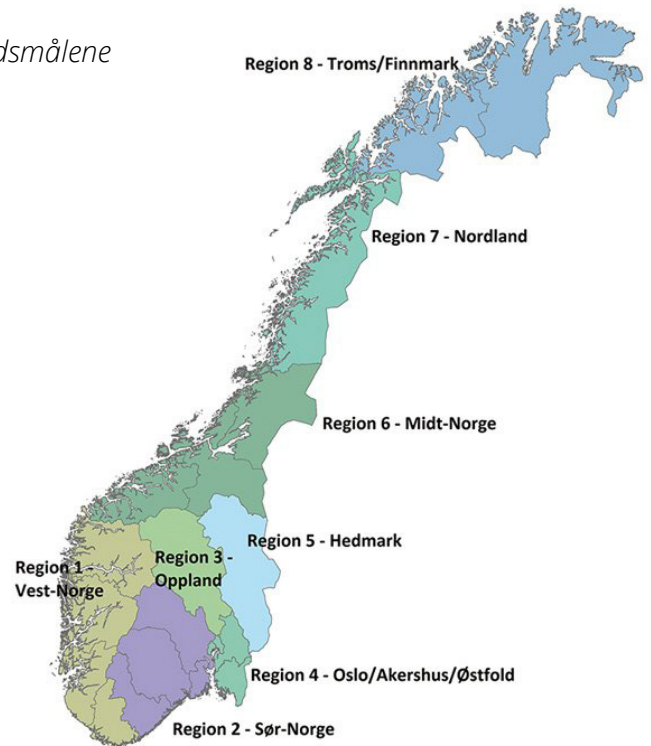 dsmålene
Region 8 - Troms/Finnmark
Region 7 - Nordland
Region 6 - Midt-Norge
Region 5 - Hedmark
Region 3 -
Oppland
Region 1 -
Vest-Norge
Region 4 - Oslo/Akershus/Østfold
Region 2 - Sør-Norge